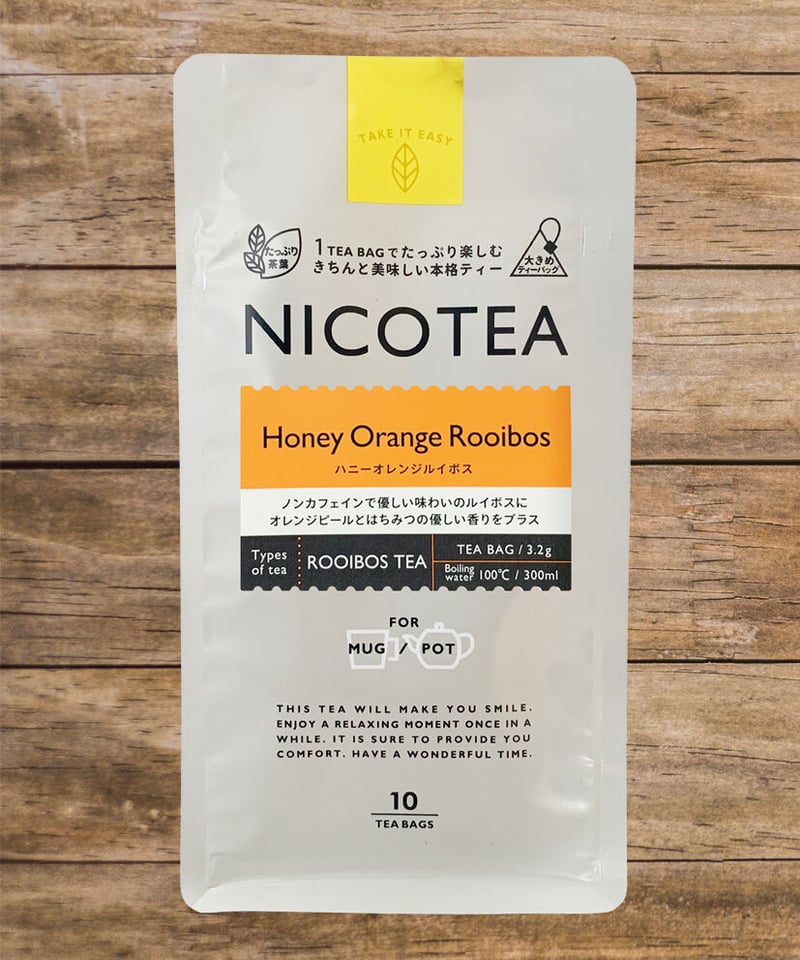 TAKE IT EASY
たっぷり
茶葉
1 TEA BAGでたっぷり楽しむ
きちんと美味しい本格ティー
大きめ
ティーバッグ
NICOTEA
Honey Orange Rooibos
ハニーオレンジルイボス
ノンカフェインで優しい味わいのルイボスに
オレンジピールとはちみつの優しい香りをプラス
Types
of tea
ROOIBOS TEA
TEA BAG / 3.2g
Boiling
water 100℃ / 300ml
FOR
MUG / POT
THIS TEA WILL MAKE YOU SMILE.
ENJOY A RELAXING MOMENT ONCE IN A
WHILE. IT IS SURE TO PROVIDE YOU
COMFORT. HAVE A WONDERFUL TIME.
10
TEA BAGS